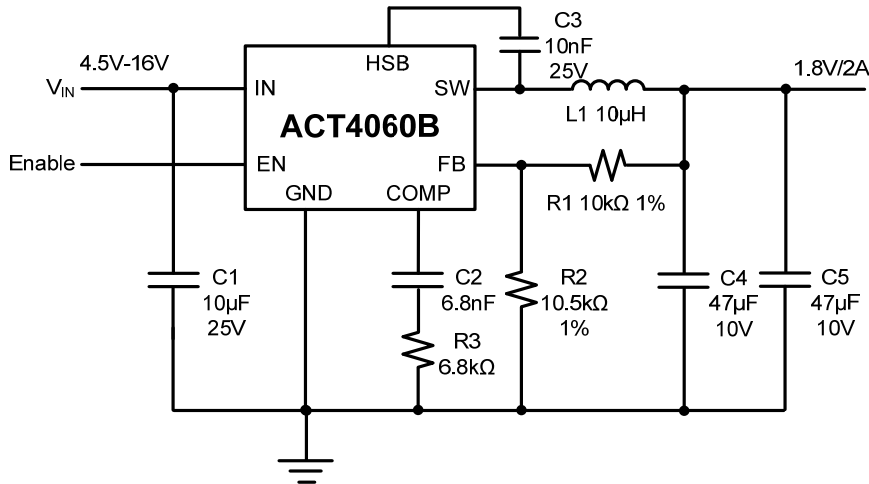 C3
10nF
25V
4.5V-16V
HSB
1.8V/2A
V_IN
IN
SW
L1 10µH
ACT4060B
Enable
EN
FB
GND
COMP
R1 10kΩ 1%
C1
10µF
25V
C2
6.8nF
R2
10.5kΩ
1%
C4
47µF
10V
C5
47µF
10V
R3
6.8kΩ